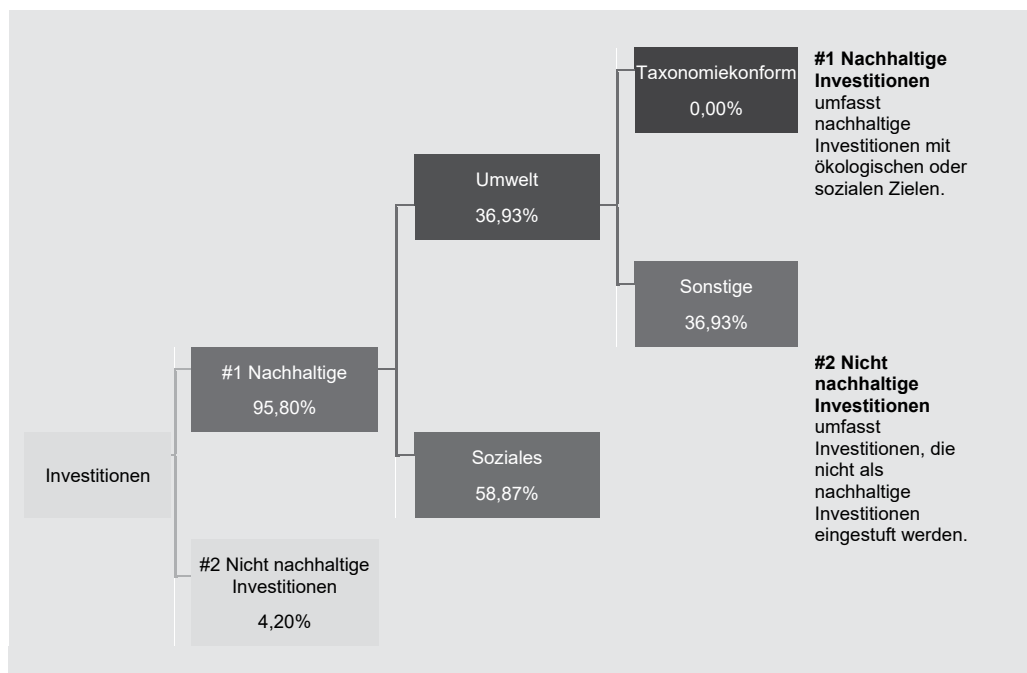 Investitionen
#1 Nachhaltige
95,80%
#2 Nicht nachhaltige
Investitionen
4,20%
Umwelt
36,93%
Soziales
58,87%
Taxonomiekonform
0,00%
Sonstige
36,93%
#1 Nachhaltige
Investitionen
umfasst
nachhaltige
Investitionen mit
ökologischen oder
sozialen Zielen.
#2 Nicht
nachhaltige
Investitionen
umfasst
Investitionen, die
nicht als
nachhaltige
Investitionen
eingestuft werden.